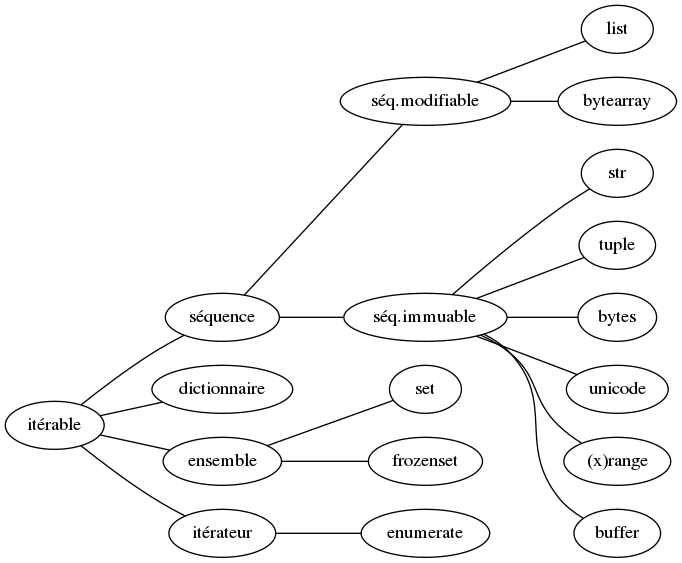 list
séq.modifiable
bytearray
str
tuple
séquence
séq.immuable
bytes
dictionnaire
set
unicode
itérable
ensemble
frozenset
(x)range
itérateur
enumerate
buffer